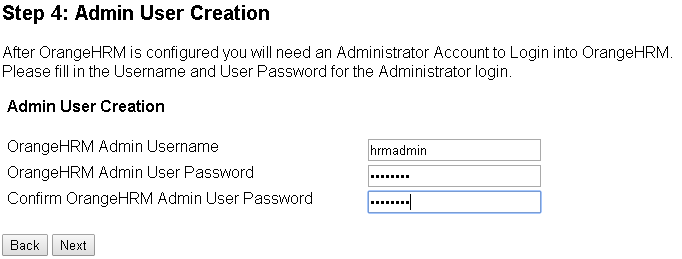 Step 4: Admin User Creation
After OrangeHRM is configured you will need an Administrator Account to Login into OrangeHRM.
Please fill in the Username and User Password for the Administrator login.
Admin User Creation
OrangeHRM Admin Username hrmadmin
OrangeHRM Admin User Password ••••••••
Confirm OrangeHRM Admin User Password ••••••••
Back Next